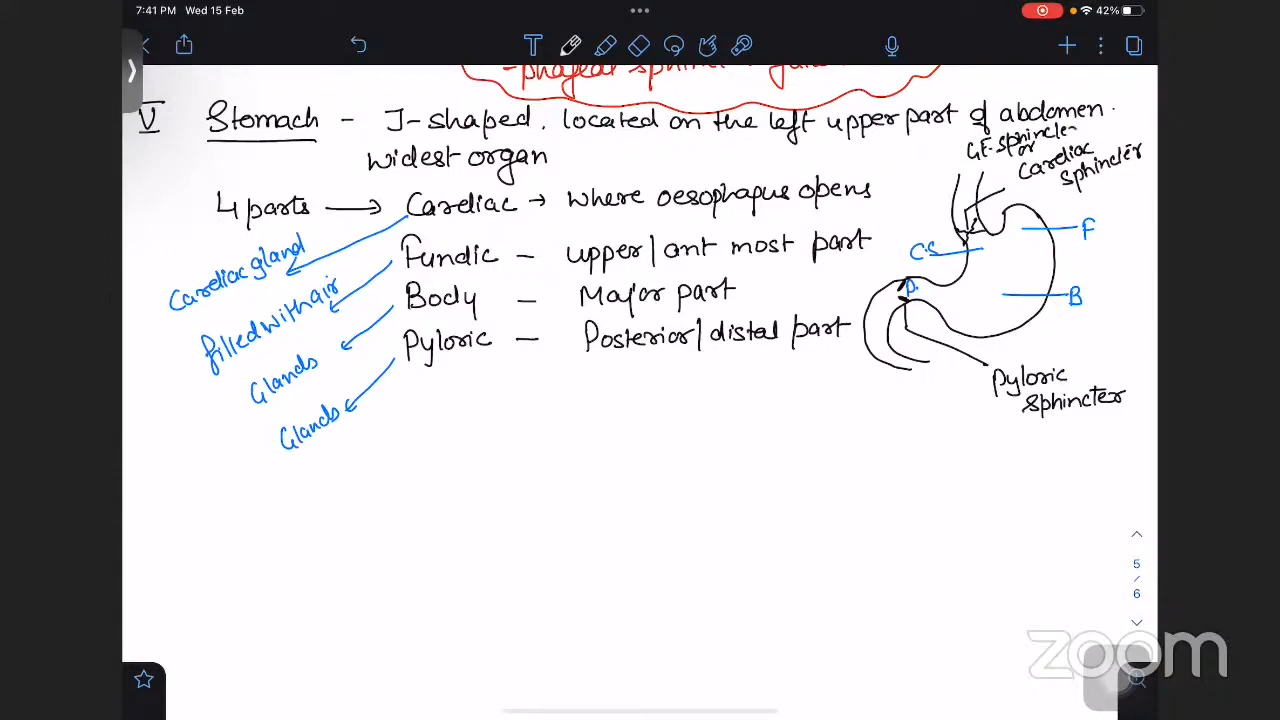 7:41 PM Wed 15 Feb
42%
V Stomach - J-shaped. located on the left upper part of abdomen.
widest organ
G.E. sphincter
or
Cardiac
sphincter
4 parts → Cardiac → where oesophagus opens
Fundic - upper/ant most part
Body - Major part
Pyloric - Posterior/distal part
Cardiac gland
filled with air
Glands
Glands
C.S
F
P.
B
Pyloric
sphincter
5
/
6
zoom